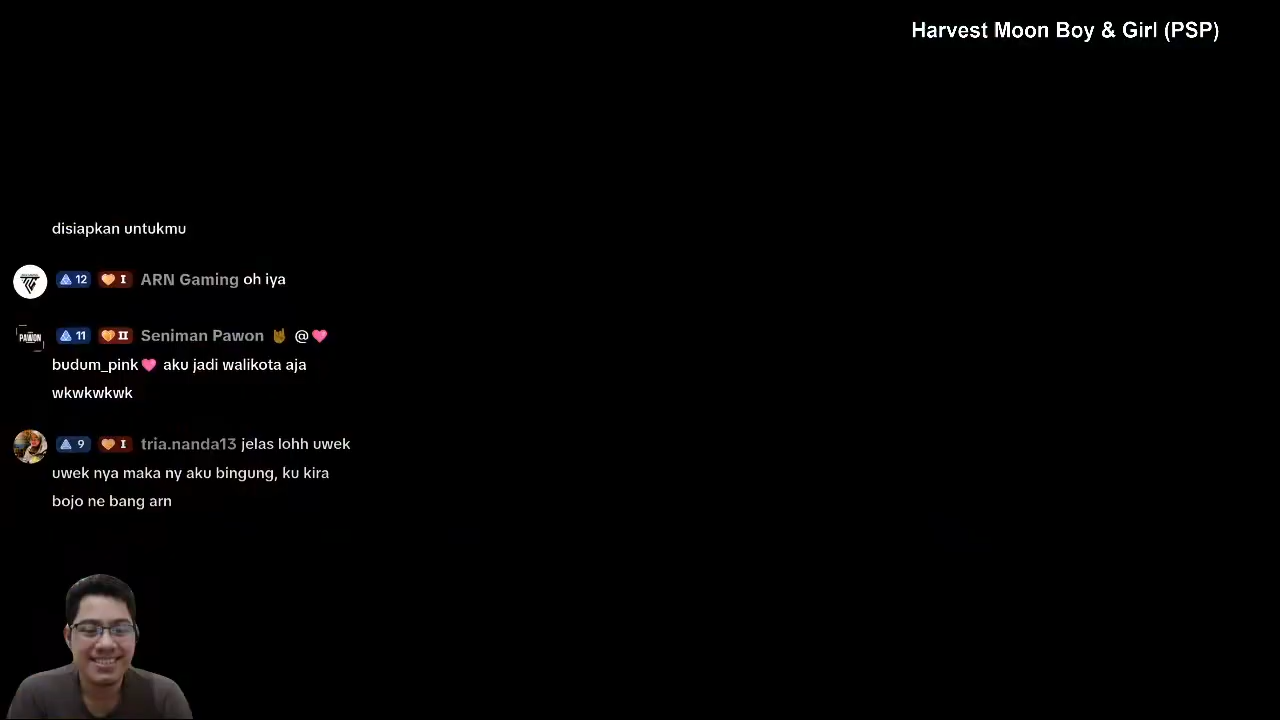 Harvest Moon Boy & Girl (PSP)
disiapkan untukmu
12 I ARN Gaming oh iya
PAWON 11 II Seniman Pawon 🤘 @💗
budum_pink💗 aku jadi walikota aja
wkwkwkwk
9 I tria.nanda13 jelas lohh uwek
uwek nya maka ny aku bingung, ku kira
bojo ne bang arn